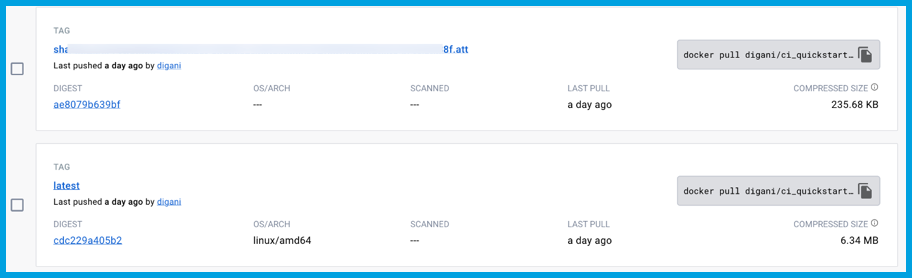 TAG
sha 8f.att
Last pushed a day ago by digani
docker pull digani/ci_quickstart...
DIGEST OS/ARCH SCANNED LAST PULL COMPRESSED SIZE
ae8079b639bf --- --- a day ago 235.68 KB
TAG
latest
Last pushed a day ago by digani
docker pull digani/ci_quickstart...
DIGEST OS/ARCH SCANNED LAST PULL COMPRESSED SIZE
cdc229a405b2 linux/amd64 --- a day ago 6.34 MB